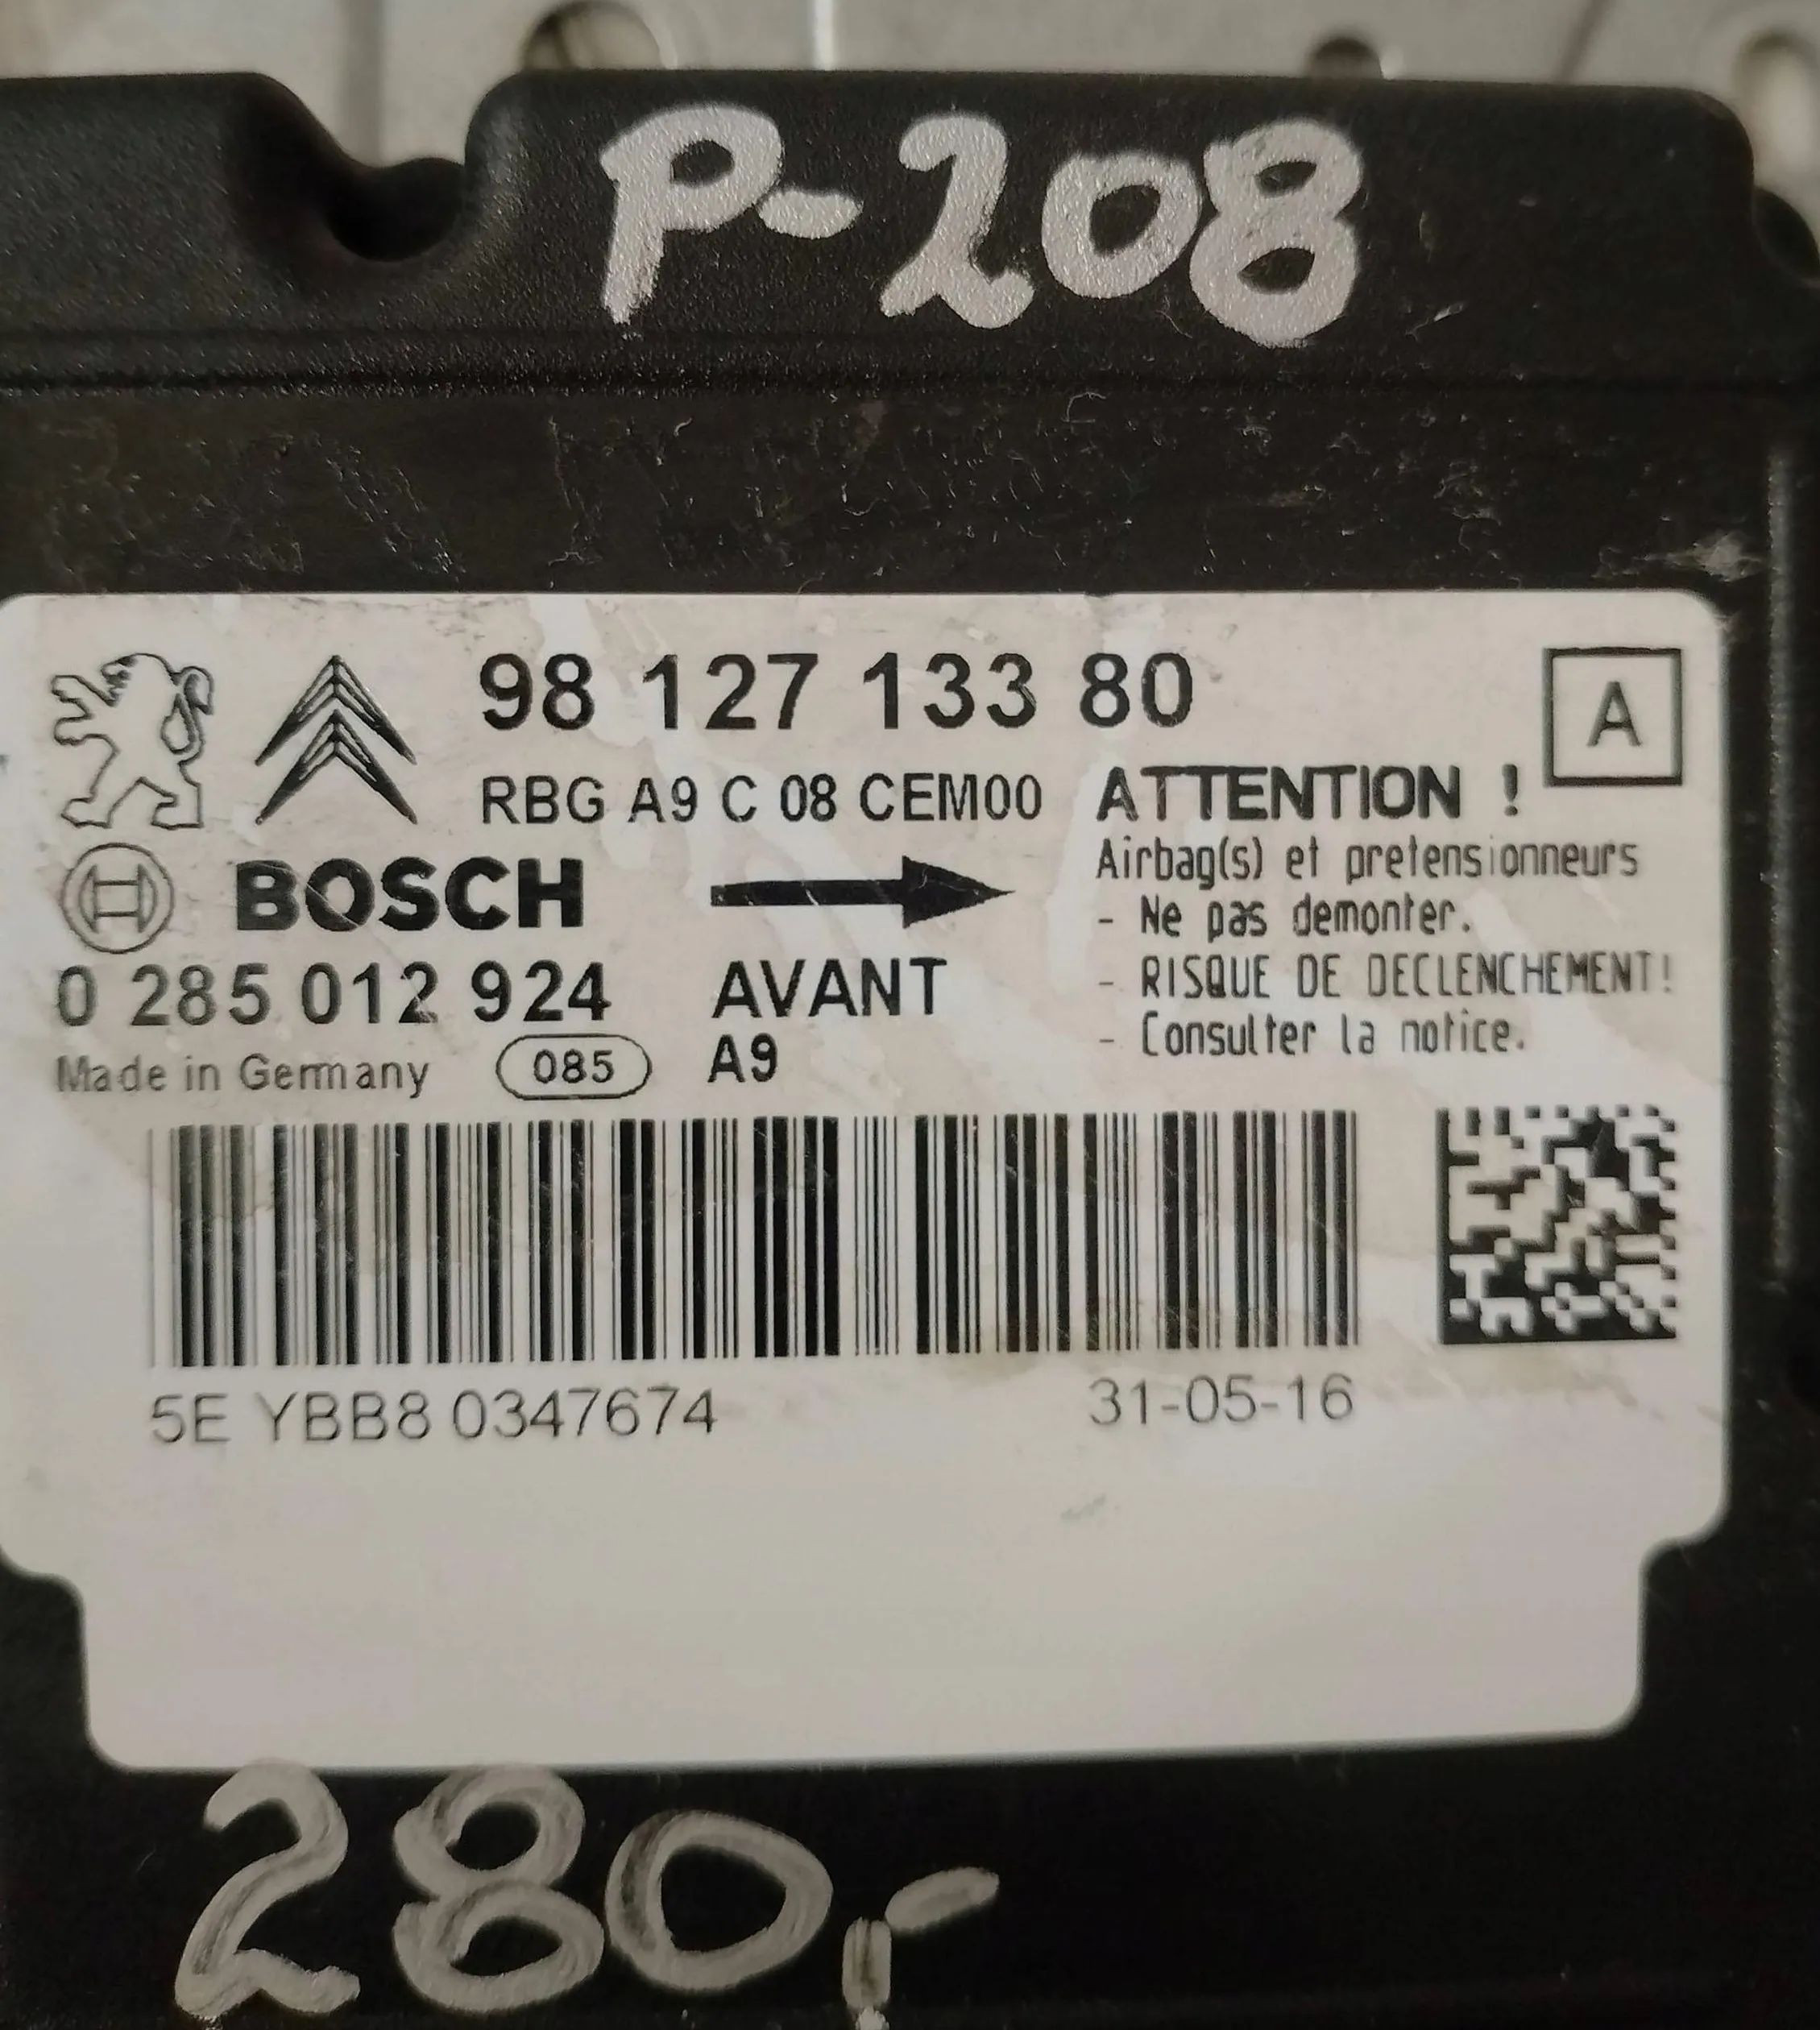 P-208
98 127 133 80
A
RBG A9 C 08 CEM00
ATTENTION !
Airbag(s) et pretensionneurs
- Ne pas demonter.
- RISQUE DE DECLENCHEMENT!
- Consulter la notice.
BOSCH
0 285 012 924
AVANT
Made in Germany
085
A9
5E YBB8 0347674
31-05-16
280,-